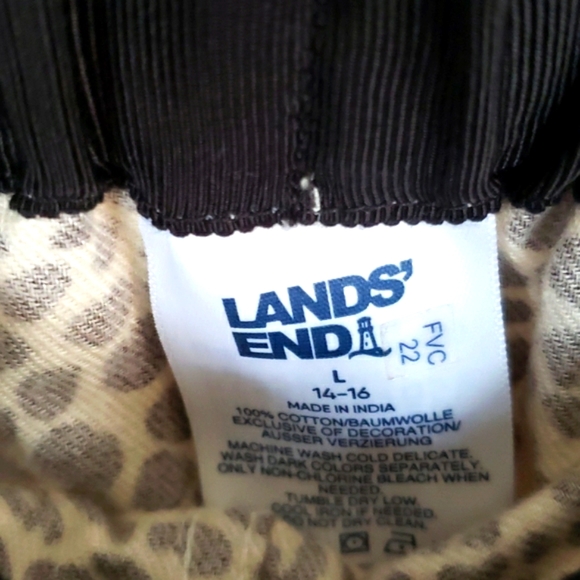 LANDS'
END
FVC
22
L
14-16
MADE IN INDIA
100% COTTON/BAUMWOLLE
EXCLUSIVE OF DECORATION/
AUSSER VERZIERUNG
MACHINE WASH COLD DELICATE.
WASH DARK COLORS SEPARATELY.
ONLY NON-CHLORINE BLEACH WHEN
NEEDED.
TUMBLE DRY LOW.
COOL IRON IF NEEDED.
DO NOT DRY CLEAN.